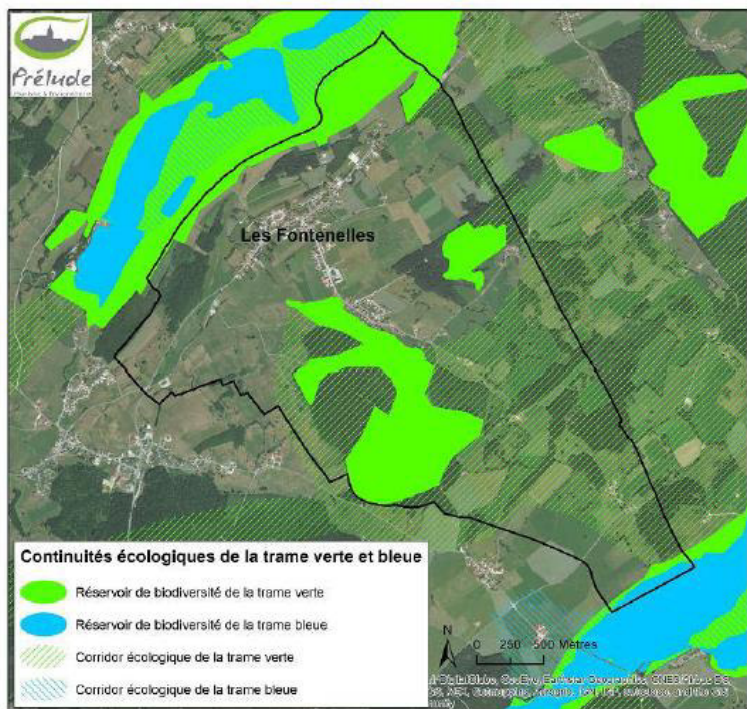 Prélude
Les Fontenelles
Continuités écologiques de la trame verte et bleue
Réservoir de biodiversité de la trame verte
Réservoir de biodiversité de la trame bleue
Corridor écologique de la trame verte
Corridor écologique de la trame bleue
N
0 250 500 Mètres